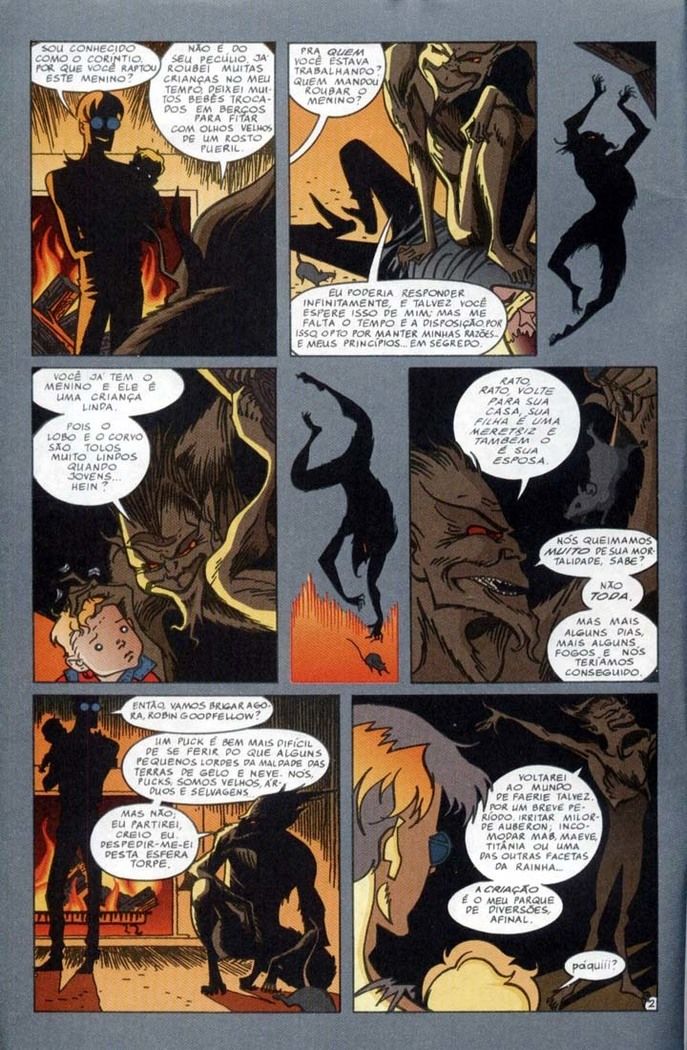 SOU CONHECIDO
COMO O CORÍNTIO.
POR QUE VOCÊ RAPTOU
ESTE MENINO?
NÃO É DO
SEU PECÚLIO. JÁ
ROUBEI MUITAS
CRIANÇAS NO MEU
TEMPO, DEIXEI MUI-
TOS BEBÊS TROCA-
DOS EM BERÇOS
PARA FITAR
COM OLHOS VELHOS
DE UM ROSTO
PUERIL.
PRA QUEM
VOCÊ ESTAVA
TRABALHANDO?
QUEM MANDOU
ROUBAR O
MENINO?
EU PODERIA RESPONDER
INFINITAMENTE, E TALVEZ VOCÊ
ESPERE ISSO DE MIM; MAS ME
FALTA O TEMPO E A DISPOSIÇÃO, POR
ISSO, OPTO POR MANTER MINHAS RAZÕES...
E MEUS PRINCÍPIOS... EM SEGREDO.
VOCÊ JÁ TEM O
MENINO E ELE É
UMA CRIANÇA
LINDA.
POIS O
LOBO E O CORVO
SÃO TOLOS
MUITO LINDOS
QUANDO
JOVENS...
HEIN?
RATO,
RATO, VOLTE
PARA SUA
CASA, SUA
FILHA É UMA
MERETRIZ E
TAMBÉM O
É SUA
ESPOSA.
NÓS QUEIMAMOS
MUITO DE SUA MOR-
TALIDADE, SABE?
NÃO
TODA.
MAS MAIS
ALGUNS DIAS,
MAIS ALGUNS
FOGOS, E NÓS
TERÍAMOS
CONSEGUIDO.
ENTÃO, VAMOS BRIGAR AGO-
RA, ROBIN GOODFELLOW?
UM PUCK É BEM MAIS DIFÍCIL
DE SE FERIR DO QUE ALGUNS
PEQUENOS LORDES DA MALDADE DAS
TERRAS DE GELO E NEVE. NÓS,
PUCKS, SOMOS VELHOS, ÁR-
DUOS E SELVAGENS.
MAS NÃO;
EU PARTIREI,
CREIO EU.
DESPEDIR-ME-EI
DESTA ESFERA
TORPE.
VOLTAREI
AO MUNDO
DE FAERIE TALVEZ.
POR UM BREVE PE-
RÍODO, IRRITAR MILOR-
DE AUBERON; INCO-
MODAR MAB, MAEVE,
TITÂNIA OU UMA
DAS OUTRAS FACETAS
DA RAINHA...
A CRIAÇÃO
É O MEU PARQUE
DE DIVERSÕES,
AFINAL.
páquiii?
2